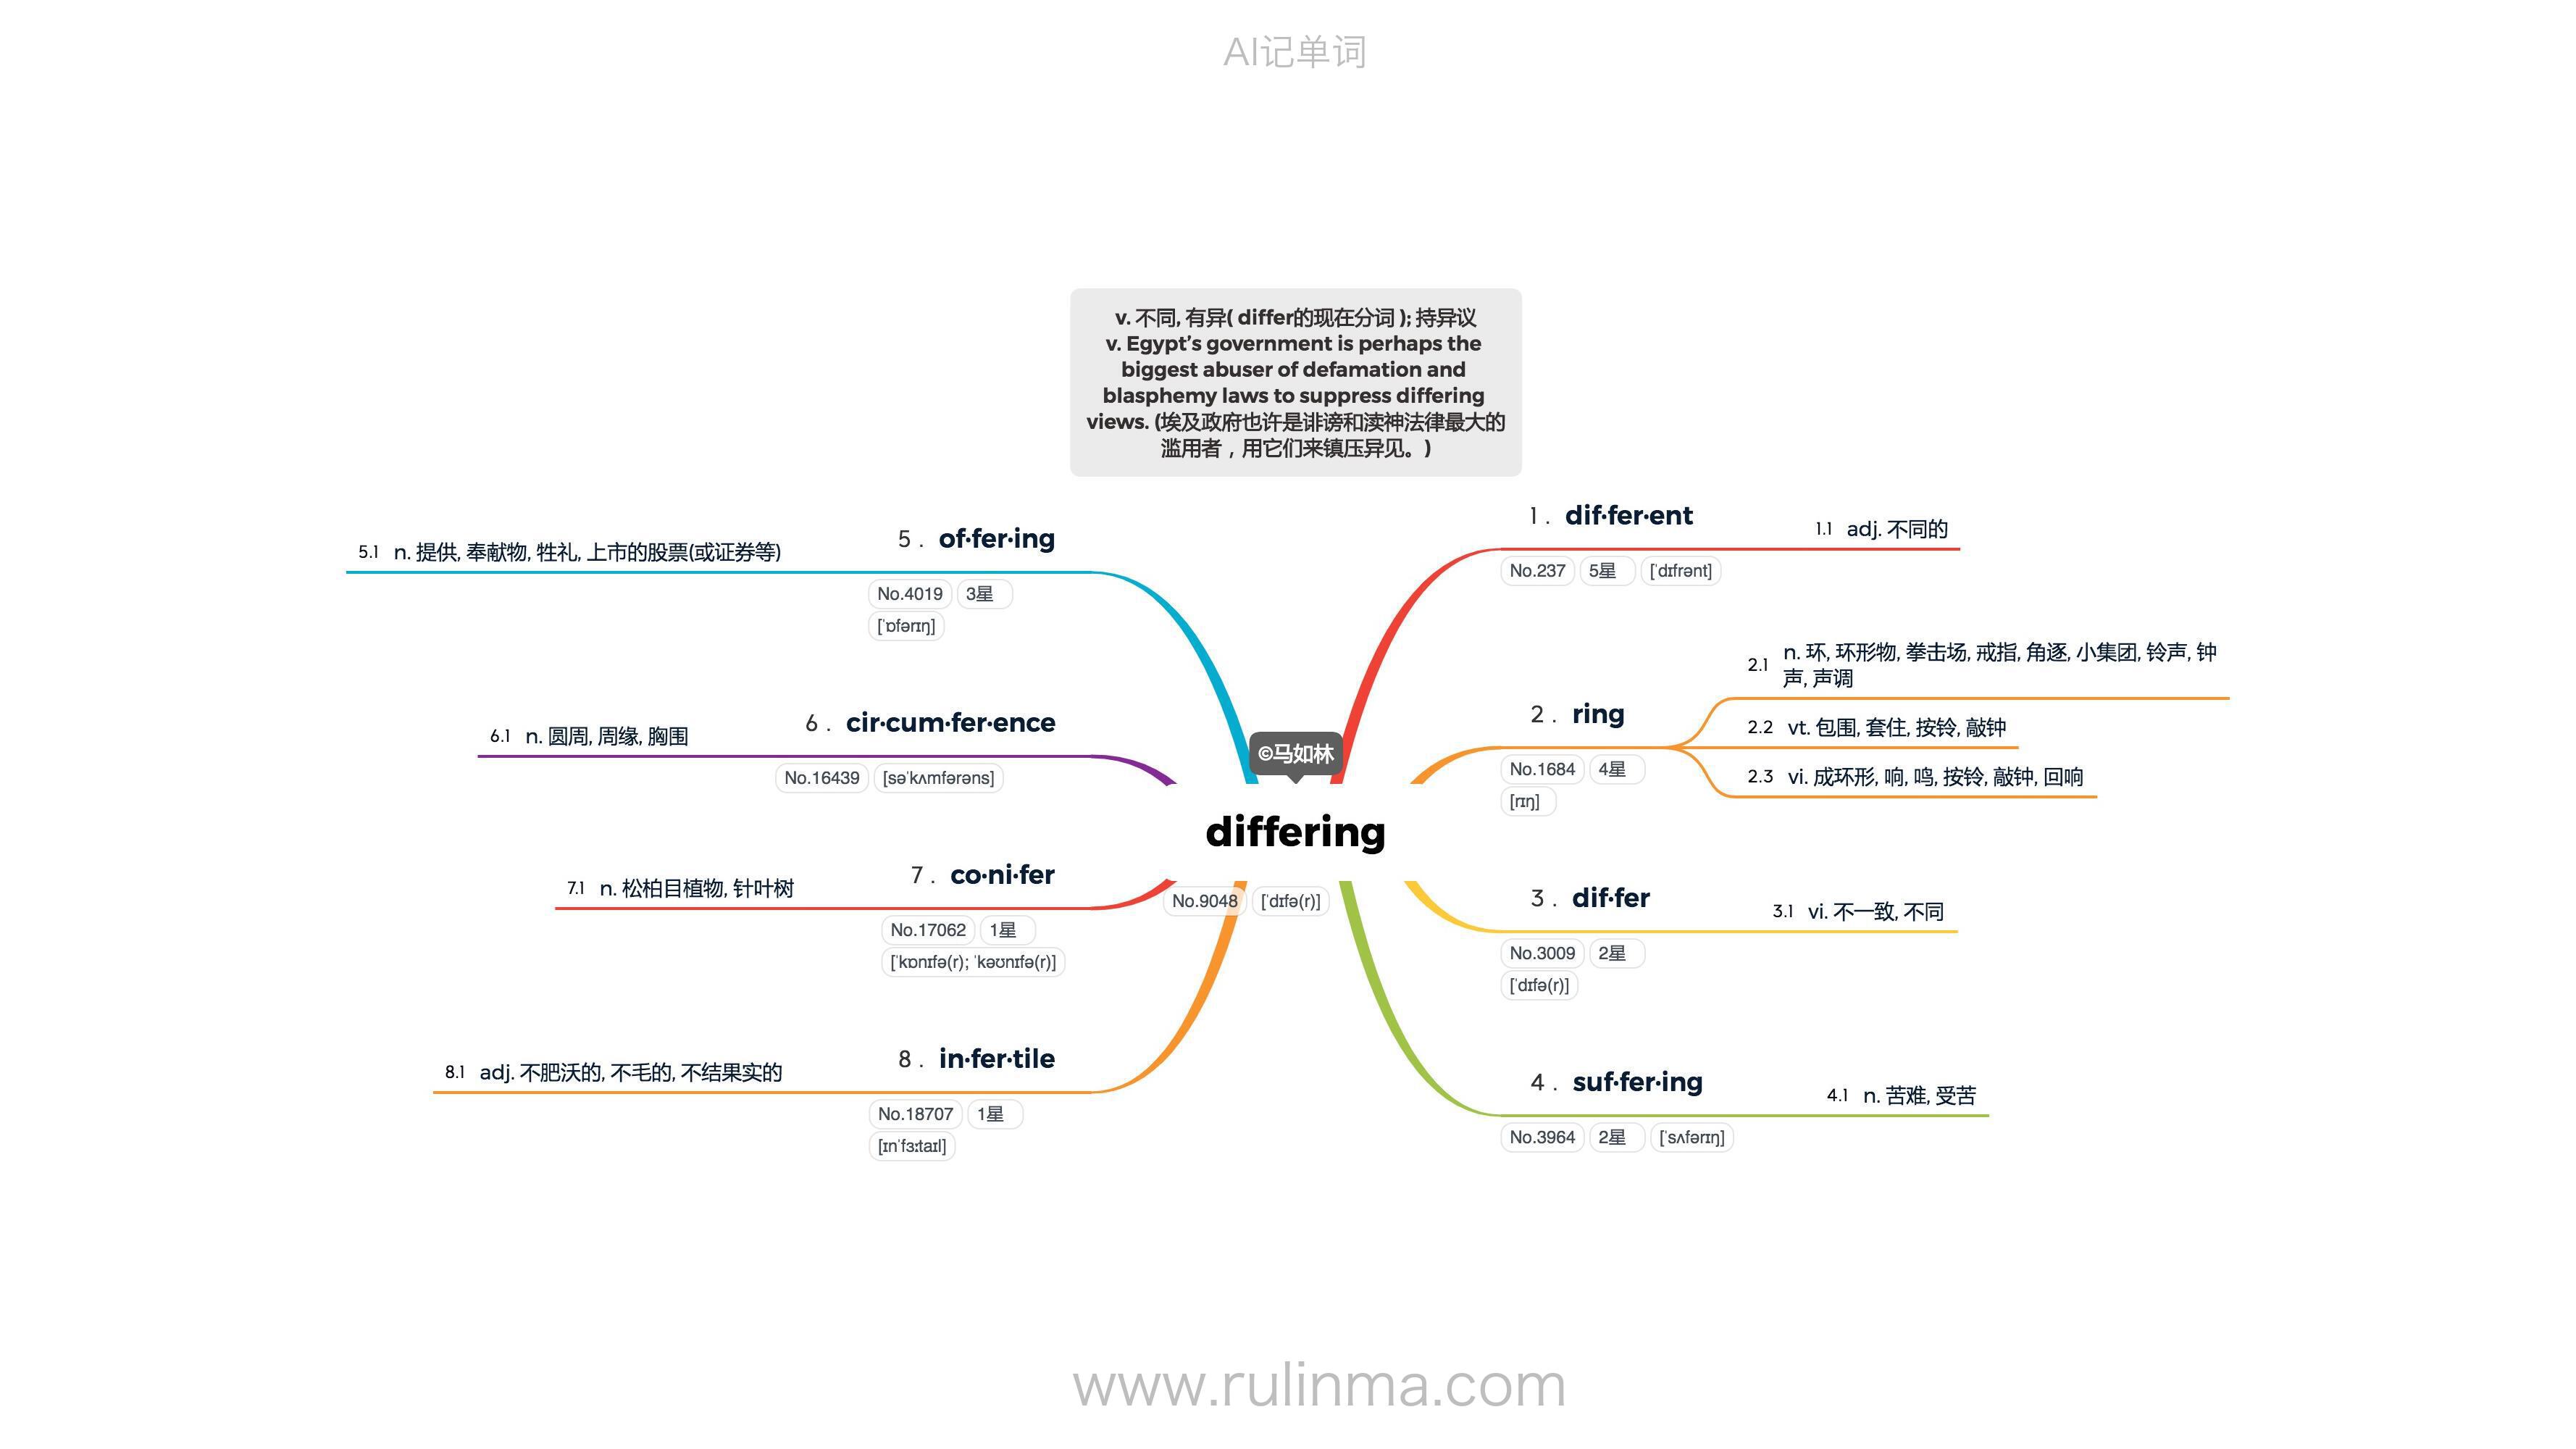 AI记单词
v. 不同, 有异( differ的现在分词 ); 持异议
v. Egypt’s government is perhaps the
biggest abuser of defamation and
blasphemy laws to suppress differing
views. (埃及政府也许是诽谤和渎神法律最大的
滥用者，用它们来镇压异见。)
©马如林
differing
No.9048 [ˈdɪfə(r)]
1. dif·fer·ent
No.237 5星 [ˈdɪfrənt]
1.1 adj. 不同的
2. ring
No.1684 4星
[rɪŋ]
2.1 n. 环, 环形物, 拳击场, 戒指, 角逐, 小集团, 铃声, 钟
声, 声调
2.2 vt. 包围, 套住, 按铃, 敲钟
2.3 vi. 成环形, 响, 鸣, 按铃, 敲钟, 回响
3. dif·fer
No.3009 2星
[ˈdɪfə(r)]
3.1 vi. 不一致, 不同
4. suf·fer·ing
No.3964 2星 [ˈsʌfərɪŋ]
4.1 n. 苦难, 受苦
5. of·fer·ing
No.4019 3星
[ˈɒfərɪŋ]
5.1 n. 提供, 奉献物, 牲礼, 上市的股票(或证券等)
6. cir·cum·fer·ence
No.16439 [səˈkʌmfərəns]
6.1 n. 圆周, 周缘, 胸围
7. co·ni·fer
No.17062 1星
[ˈkɒnɪfə(r); ˈkəʊnɪfə(r)]
7.1 n. 松柏目植物, 针叶树
8. in·fer·tile
No.18707 1星
[ɪnˈfɜːtaɪl]
8.1 adj. 不肥沃的, 不毛的, 不结果实的
www.rulinma.com